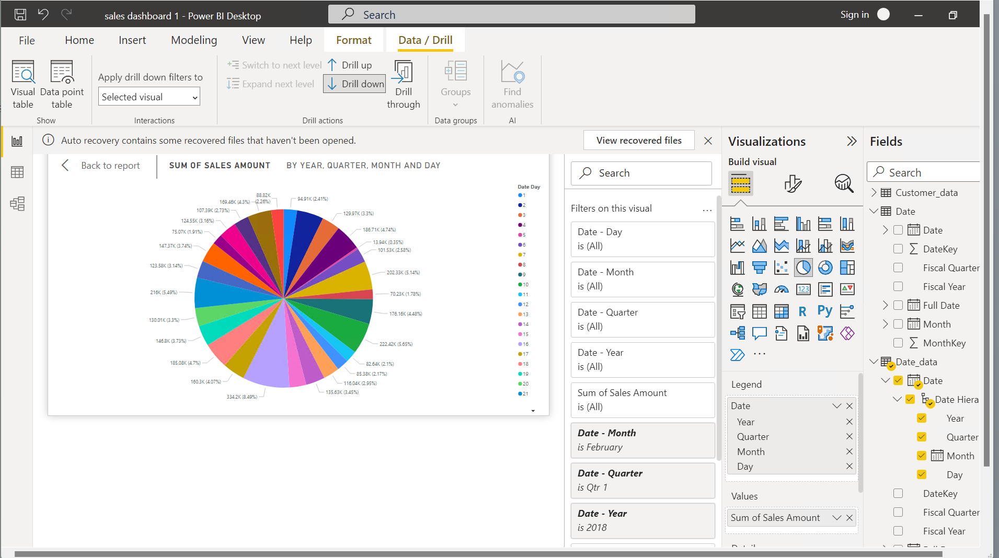 sales dashboard 1 - Power BI Desktop
Search
Sign in
File
Home
Insert
Modeling
View
Help
Format
Data / Drill
Visual table
Data point table
Show
Apply drill down filters to
Selected visual
Interactions
Switch to next level
Expand next level
Drill up
Drill down
Drill through
Drill actions
Groups
Data groups
Find anomalies
AI
Auto recovery contains some recovered files that haven't been opened.
View recovered files
Back to report
SUM OF SALES AMOUNT
BY YEAR, QUARTER, MONTH AND DAY
94.91K (2.41%)
129.97K (3.3%)
186.71K (4.74%)
13.94K (0.35%)
101.53K (2.58%)
202.33K (5.14%)
70.23K (1.78%)
176.16K (4.48%)
222.42K (5.65%)
82.64K (2.1%)
85.38K (2.17%)
116.04K (2.95%)
135.63K (3.45%)
334.2K (8.49%)
160.3K (4.07%)
185.08K (4.7%)
146.8K (3.73%)
130.01K (3.3%)
216K (5.49%)
123.58K (3.14%)
147.37K (3.74%)
75.07K (1.91%)
124.55K (3.16%)
107.39K (2.73%)
169.46K (4.3%)
88.82K (2.26%)
Date Day
1
2
3
4
5
6
7
8
9
10
11
12
13
14
15
16
17
18
19
20
21
Search
Filters on this visual
...
Date - Day
is (All)
Date - Month
is (All)
Date - Quarter
is (All)
Date - Year
is (All)
Sum of Sales Amount
is (All)
Date - Month
is February
Date - Quarter
is Qtr 1
Date - Year
is 2018
Visualizations
Build visual
123
R
Py
...
Legend
Date
Year
Quarter
Month
Day
Values
Sum of Sales Amount
Fields
Search
Customer_data
Date
Date
DateKey
Fiscal Quarter
Fiscal Year
Full Date
Month
MonthKey
Date_data
Date
Date Hiera
Year
Quarter
Month
Day
DateKey
Fiscal Quarter
Fiscal Year